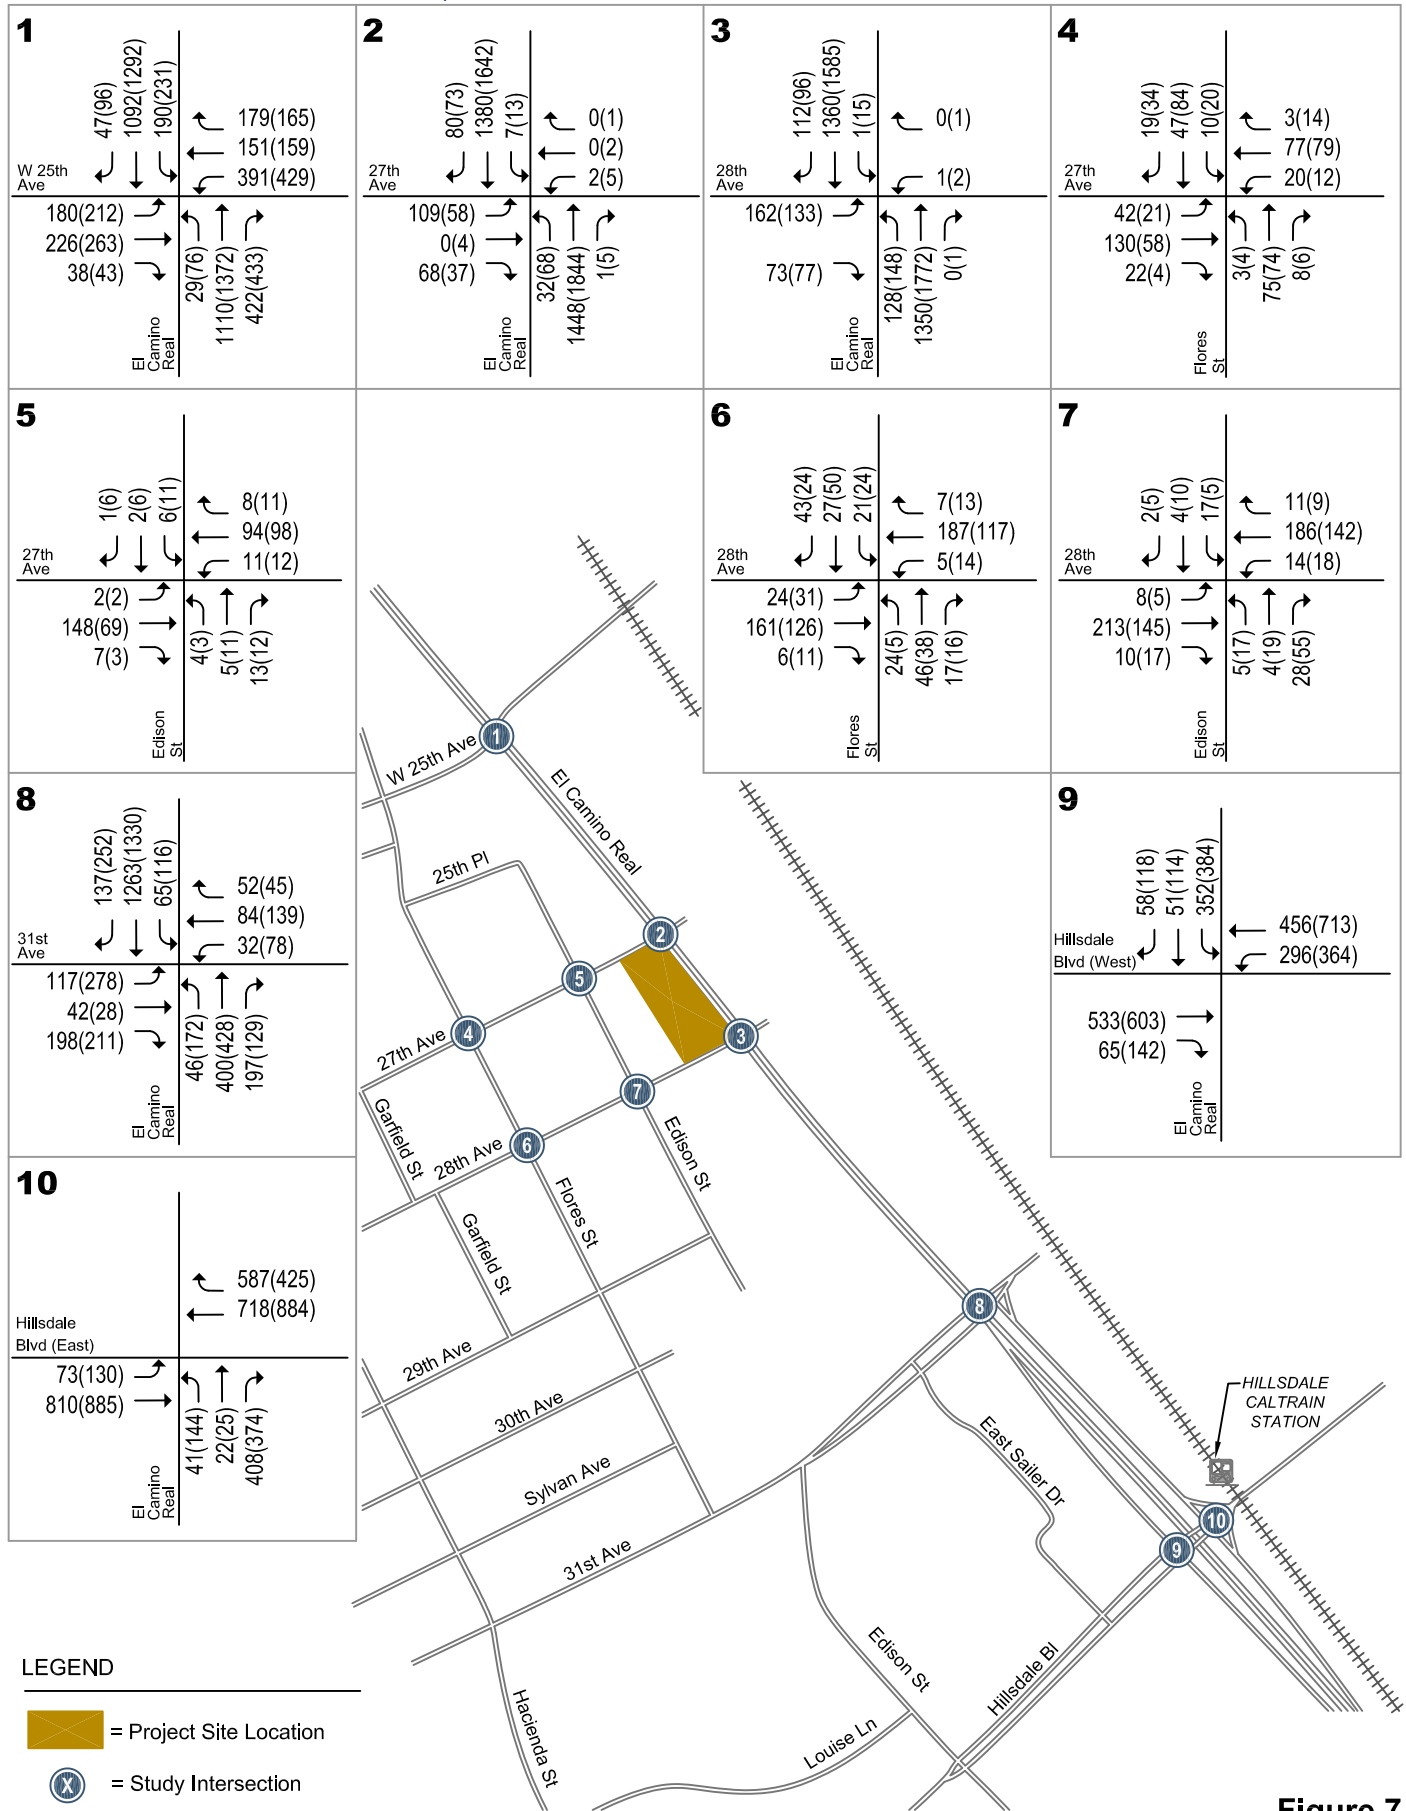 1
47(96)
1092(1292)
190(231)
179(165)
151(159)
391(429)
W 25th
Ave
180(212)
226(263)
38(43)
29(76)
1110(1372)
422(433)
El
Camino
Real
2
80(73)
1380(1642)
7(13)
0(1)
0(2)
2(5)
27th
Ave
109(58)
0(4)
68(37)
32(68)
1448(1844)
1(5)
El
Camino
Real
3
112(96)
1360(1585)
1(15)
0(1)
1(2)
28th
Ave
162(133)
73(77)
128(148)
1350(1772)
0(1)
El
Camino
Real
4
19(34)
47(84)
10(20)
3(14)
77(79)
20(12)
27th
Ave
42(21)
130(58)
22(4)
3(4)
75(74)
8(6)
Flores
St
5
1(6)
2(6)
6(11)
8(11)
94(98)
11(12)
27th
Ave
2(2)
148(69)
7(3)
4(3)
5(11)
13(12)
Edison
St
6
43(24)
27(50)
21(24)
7(13)
187(117)
5(14)
28th
Ave
24(31)
161(126)
6(11)
24(5)
46(38)
17(16)
Flores
St
7
2(5)
4(10)
17(5)
11(9)
186(142)
14(18)
28th
Ave
8(5)
213(145)
10(17)
5(17)
4(19)
28(55)
Edison
St
8
137(252)
1263(1330)
65(116)
52(45)
84(139)
32(78)
31st
Ave
117(278)
42(28)
198(211)
46(172)
400(428)
197(129)
El
Camino
Real
9
58(118)
51(114)
352(384)
456(713)
296(364)
Hillsdale
Blvd (West)
533(603)
65(142)
El
Camino
Real
10
587(425)
718(884)
Hillsdale
Blvd (East)
73(130)
810(885)
41(144)
22(25)
408(374)
El
Camino
Real
1
W 25th Ave
El Camino Real
25th Pl
2
5
4
3
27th Ave
7
Garfield St
6
28th Ave
Edison St
Flores St
Garfield St
8
29th Ave
HILLSDALE
CALTRAIN
STATION
30th Ave
East Sailer Dr
Sylvan Ave
10
9
31st Ave
Edison St
Hillsdale Bl
Hacienda St
Louise Ln
LEGEND
= Project Site Location
X
= Study Intersection
Figure 7